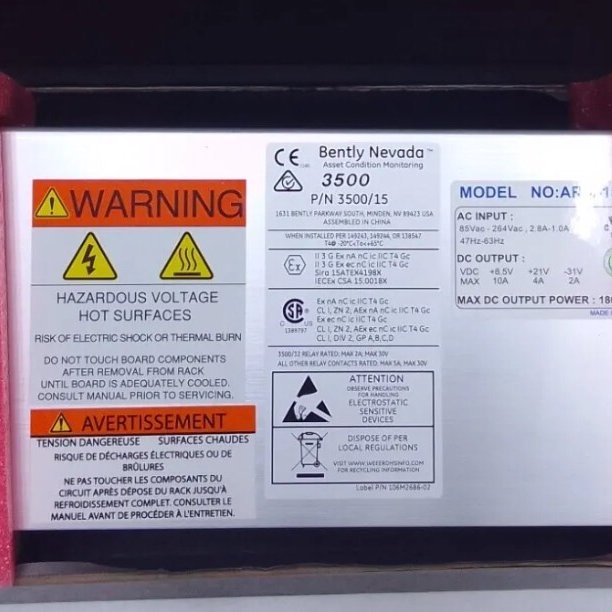 WARNING
HAZARDOUS VOLTAGE
HOT SURFACES
RISK OF ELECTRIC SHOCK OR THERMAL BURN
DO NOT TOUCH BOARD COMPONENTS
AFTER REMOVAL FROM RACK
UNTIL BOARD IS ADEQUATELY COOLED.
CONSULT MANUAL PRIOR TO SERVICING.
AVERTISSEMENT
TENSION DANGEREUSE SURFACES CHAUDES
RISQUE DE DÉCHARGES ÉLECTRIQUES OU DE
BRÛLURES
NE PAS TOUCHER LES COMPOSANTS DU
CIRCUIT APRÈS DÉPOSE DU RACK JUSQU'À
REFROIDISSEMENT COMPLET. CONSULTER LE
MANUEL AVANT DE PROCÉDER À L'ENTRETIEN.
CE Bently Nevada™
Asset Condition Monitoring
3500
P/N 3500/15
1631 BENTLY PARKWAY SOUTH, MINDEN, NV 89423 USA
ASSEMBLED IN CHINA
WHEN INSTALLED PER 149243, 149244, OR 138547
T4@ -20°C<Ta<+65°C
II 3 G Ex nA nC ic IIC T4 Gc
II 3 G Ex ec nC ic IIC T4 Gc
Sira 15ATEX4198X
IECEx CSA 15.0018X
Ex nA nC ic IIC T4 Gc
CL I, ZN 2, AEx nA nC ic IIC T4 Gc
Ex ec nC ic IIC T4 Gc
CL I, ZN 2, AEx ec nC ic IIC T4 Gc
CL I, DIV 2, GP A,B,C,D
C US
1389797
3500/32 RELAY RATED: MAX 2A; MAX 30V
ALL OTHER RELAY CONTACTS RATED: MAX 5A, MAX 30V
ATTENTION
OBSERVE PRECAUTIONS
FOR HANDLING
ELECTROSTATIC
SENSITIVE
DEVICES
DISPOSE OF PER
LOCAL REGULATIONS
VISIT WWW.WEEEROHSINFO.COM
FOR RECYCLING INFORMATION
Label P/N 106M2686-02
MODEL NO:
AC INPUT :
85Vac - 264Vac , 2.8A-1.0A
47Hz-63Hz
DC OUTPUT :
VDC +6.5V +21V -31V
MAX 10A 4A 2A
MAX DC OUTPUT POWER :
MADE